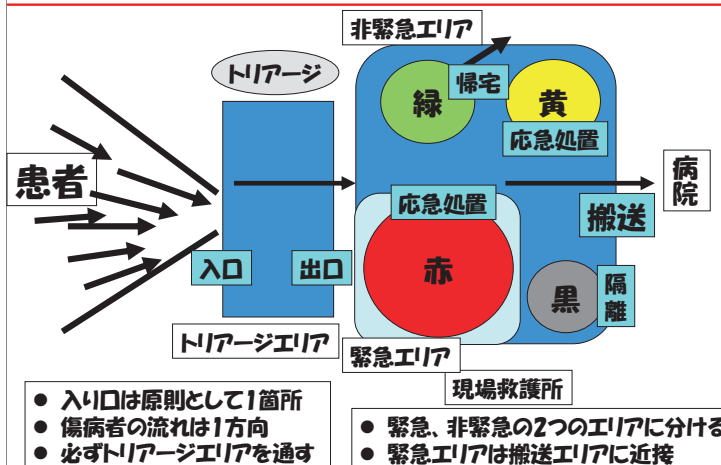 非緊急エリア
トリアージ
緑
帰宅
黄
応急処置
患者
病院
応急処置
搬送
入口
出口
赤
黒
隔離
トリアージエリア
緊急エリア
現場救護所
● 入り口は原則として1箇所
● 傷病者の流れは1方向
● 必ずトリアージエリアを通す
● 緊急、非緊急の2つのエリアに分ける
● 緊急エリアは搬送エリアに近接